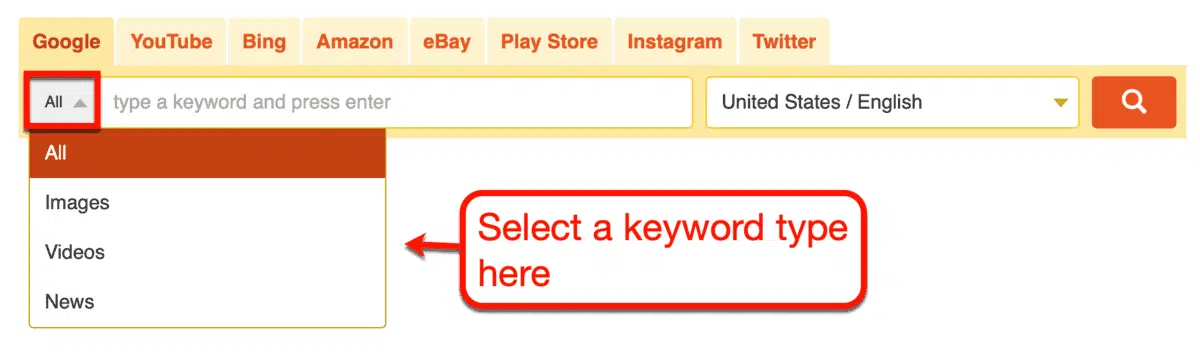 Google YouTube Bing Amazon eBay Play Store Instagram Twitter
All type a keyword and press enter United States / English
All
Images
Videos
News
Select a keyword type
here